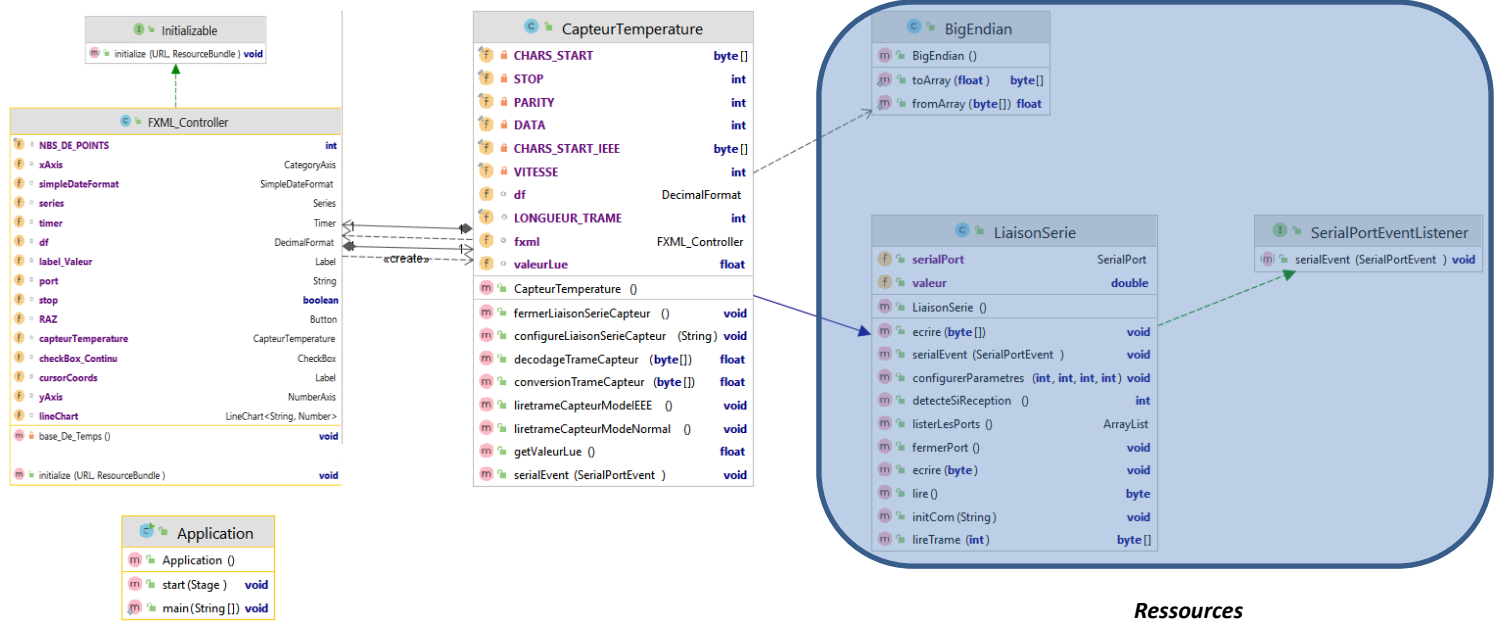 Initializable
initialize (URL, ResourceBundle ) void
FXML_Controller
NBS_DE_POINTS int
xAxis CategoryAxis
simpleDateFormat SimpleDateFormat
series Series
timer Timer
df DecimalFormat
label_Valeur Label
port String
stop boolean
RAZ Button
capteurTemperature CapteurTemperature
checkBox_Continu CheckBox
cursorCoords Label
yAxis NumberAxis
lineChart LineChart<String, Number>
base_De_Temps () void
initialize (URL, ResourceBundle ) void
Application
Application ()
start (Stage ) void
main (String []) void
1
1
1
1
«create»
CapteurTemperature
CHARS_START byte[]
STOP int
PARITY int
DATA int
CHARS_START_IEEE byte[]
VITESSE int
df DecimalFormat
LONGUEUR_TRAME int
fxml FXML_Controller
valeurLue float
CapteurTemperature ()
fermerLiaisonSerieCapteur () void
configureLiaisonSerieCapteur (String) void
decodageTrameCapteur (byte[]) float
conversionTrameCapteur (byte[]) float
liretrameCapteurModeIEEE () void
liretrameCapteurModeNormal () void
getValeurLue () float
serialEvent (SerialPortEvent ) void
BigEndian
BigEndian ()
toArray (float ) byte[]
fromArray (byte[]) float
LiaisonSerie
serialPort SerialPort
valeur double
LiaisonSerie ()
ecrire (byte[]) void
serialEvent (SerialPortEvent ) void
configurerParametres (int, int, int, int) void
detecteSiReception () int
listerLesPorts () ArrayList
fermerPort () void
ecrire (byte ) void
lire () byte
initCom (String ) void
lireTrame (int ) byte[]
SerialPortEventListener
serialEvent (SerialPortEvent ) void
Ressources